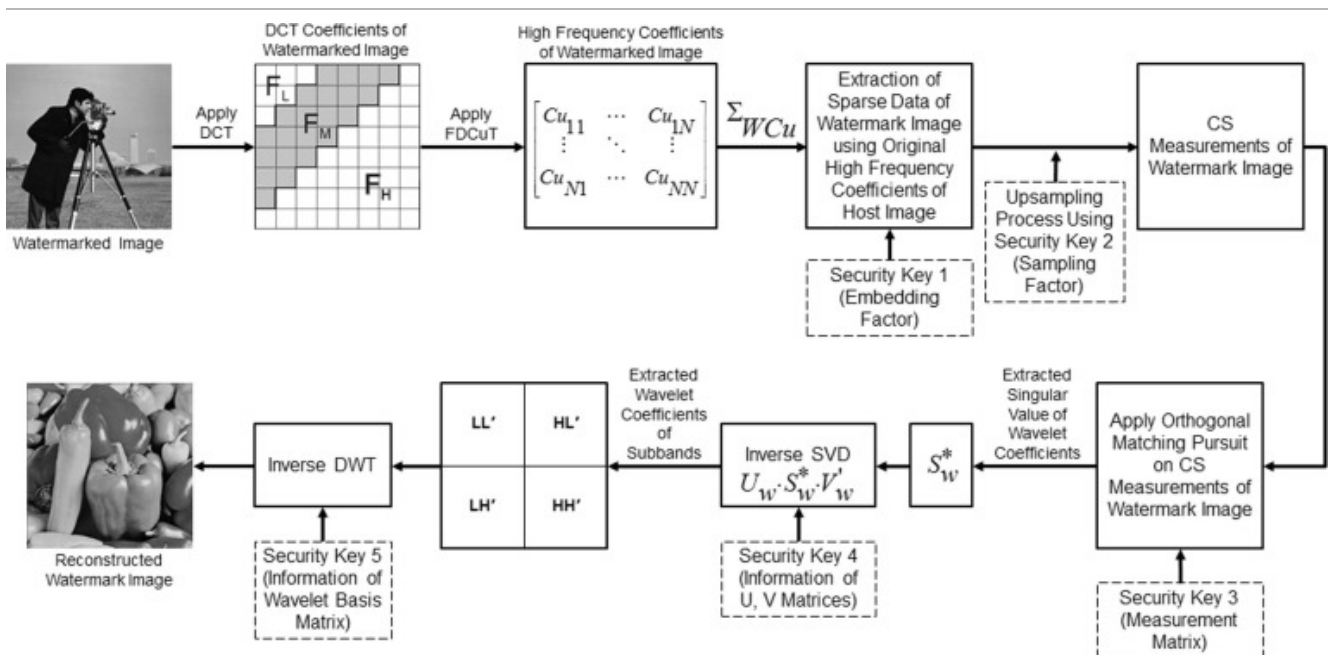 DCT Coefficients of
Watermarked Image
High Frequency Coefficients
of Watermarked Image
F_L
F_M
F_H
Apply
DCT
Apply
FDCuT
Cu_11 ⋯ Cu_1N
⋮ ⋱ ⋮
Cu_N1 ⋯ Cu_NN
Σ_WCu
Extraction of
Sparse Data of
Watermark Image
using Original
High Frequency
Coefficients of
Host Image
CS
Measurements of
Watermark Image
Watermarked Image
Security Key 1
(Embedding
Factor)
Upsampling
Process Using
Security Key 2
(Sampling
Factor)
Apply Orthogonal
Matching Pursuit
on CS
Measurements of
Watermark Image
Security Key 3
(Measurement
Matrix)
Extracted
Singular
Value of
Wavelet
Coefficients
S*_w
Inverse SVD
U_w.S*_w.V'_w
Security Key 4
(Information of
U, V Matrices)
Extracted
Wavelet
Coefficients
of
Subbands
LL' HL'
LH' HH'
Inverse DWT
Security Key 5
(Information of
Wavelet Basis
Matrix)
Reconstructed
Watermark Image